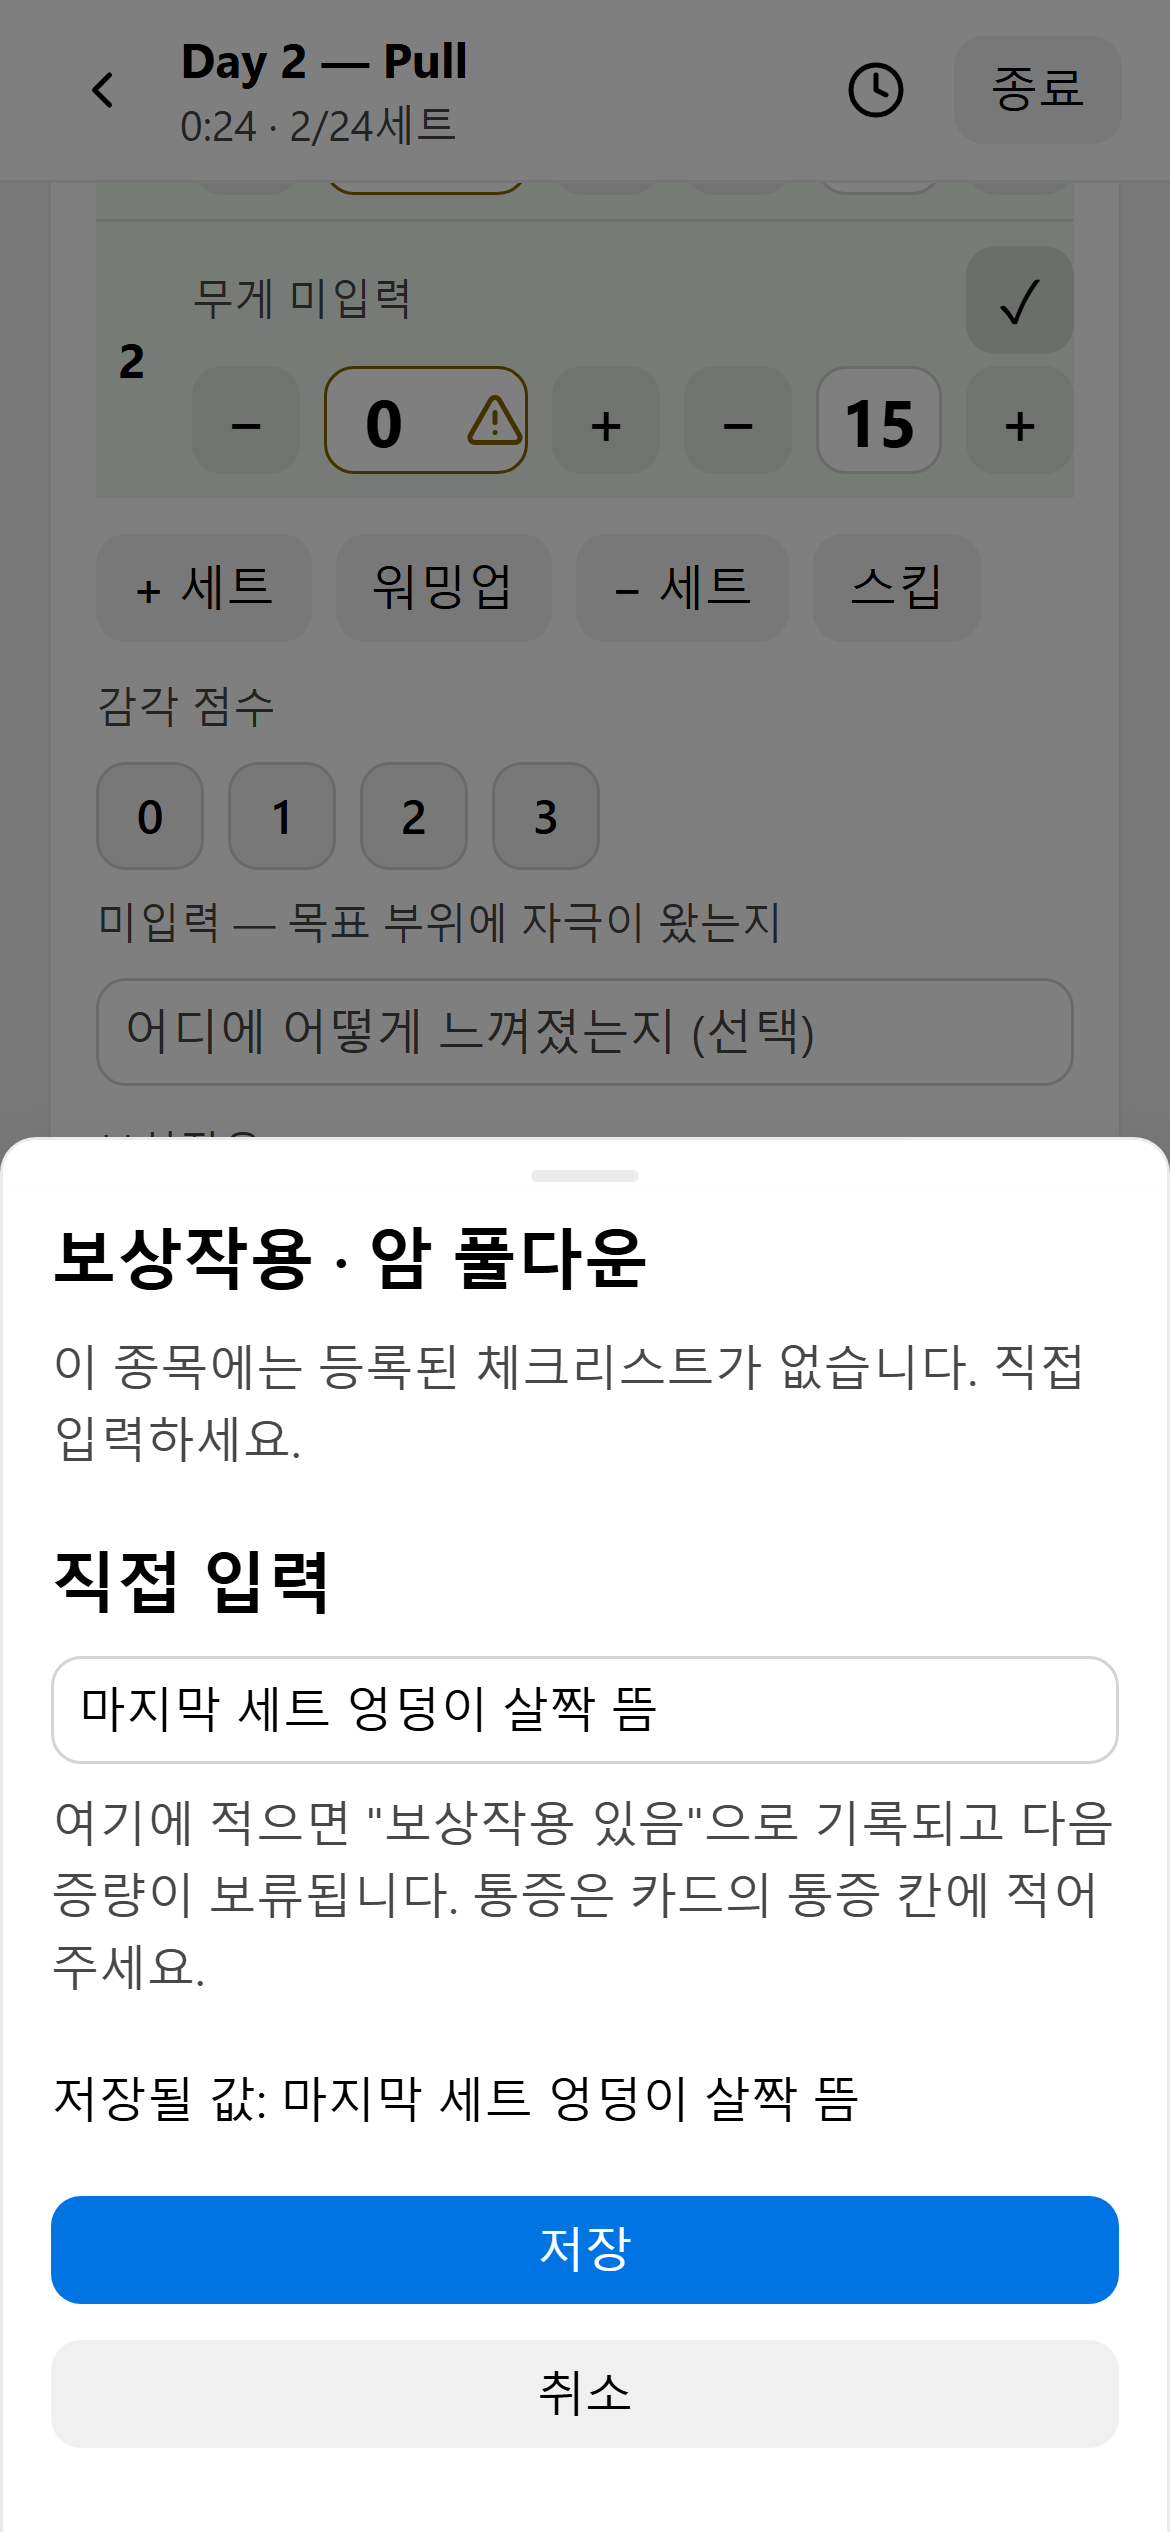 Day 2 — Pull
0:24 · 2/24세트
종료
무게 미입력
✓
2
− 0 + − 15 +
+ 세트
워밍업
− 세트
스킵
감각 점수
0 1 2 3
미입력 — 목표 부위에 자극이 왔는지
어디에 어떻게 느껴졌는지 (선택)
보상작용 · 암 풀다운
이 종목에는 등록된 체크리스트가 없습니다. 직접
입력하세요.
직접 입력
마지막 세트 엉덩이 살짝 뜸
여기에 적으면 "보상작용 있음"으로 기록되고 다음
증량이 보류됩니다. 통증은 카드의 통증 칸에 적어
주세요.
저장될 값: 마지막 세트 엉덩이 살짝 뜸
저장
취소